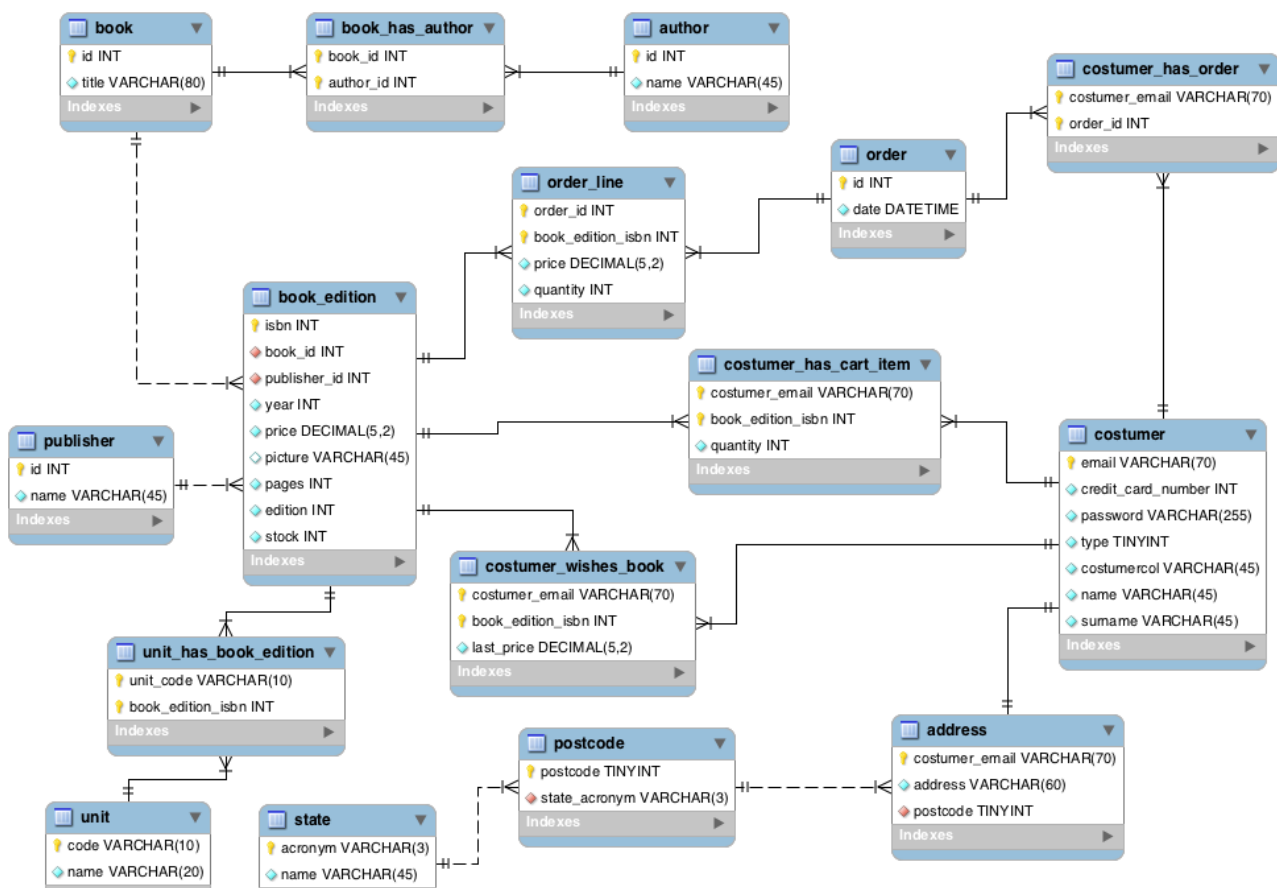 book
id INT
title VARCHAR(80)
Indexes
book_has_author
book_id INT
author_id INT
Indexes
author
id INT
name VARCHAR(45)
Indexes
costumer_has_order
costumer_email VARCHAR(70)
order_id INT
Indexes
order
id INT
date DATETIME
Indexes
order_line
order_id INT
book_edition_isbn INT
price DECIMAL(5,2)
quantity INT
Indexes
book_edition
isbn INT
book_id INT
publisher_id INT
year INT
price DECIMAL(5,2)
picture VARCHAR(45)
pages INT
edition INT
stock INT
Indexes
costumer_has_cart_item
costumer_email VARCHAR(70)
book_edition_isbn INT
quantity INT
Indexes
publisher
id INT
name VARCHAR(45)
Indexes
costumer
email VARCHAR(70)
credit_card_number INT
password VARCHAR(255)
type TINYINT
costumercol VARCHAR(45)
name VARCHAR(45)
surname VARCHAR(45)
Indexes
costumer_wishes_book
costumer_email VARCHAR(70)
book_edition_isbn INT
last_price DECIMAL(5,2)
Indexes
unit_has_book_edition
unit_code VARCHAR(10)
book_edition_isbn INT
Indexes
postcode
postcode TINYINT
state_acronym VARCHAR(3)
Indexes
address
costumer_email VARCHAR(70)
address VARCHAR(60)
postcode TINYINT
Indexes
unit
code VARCHAR(10)
name VARCHAR(20)
state
acronym VARCHAR(3)
name VARCHAR(45)